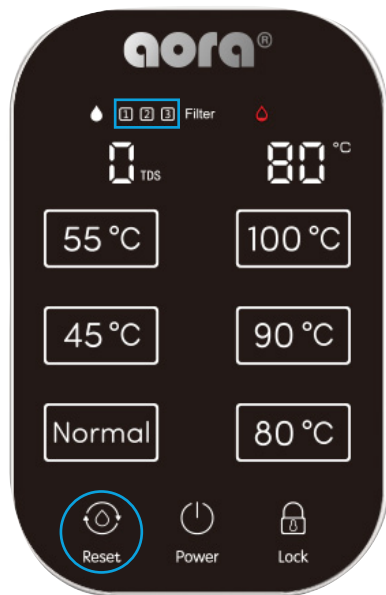 aora®
1 2 3 Filter
0 TDS 80 °C
55 °C 100 °C
45 °C 90 °C
Normal 80 °C
Reset Power Lock